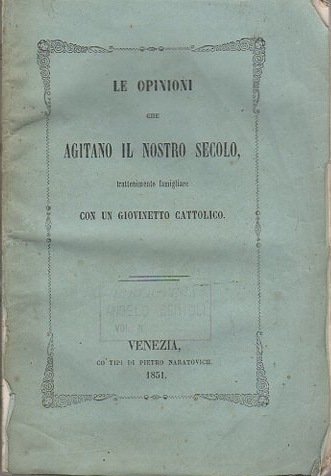 LE OPINIONI
CHE
AGITANO IL NOSTRO SECOLO,
trattenimento famigliare
CON UN GIOVINETTO CATTOLICO.
VOL. N.
VENEZIA,
CO' TIPI DI PIETRO NARATOVICH.
1851.